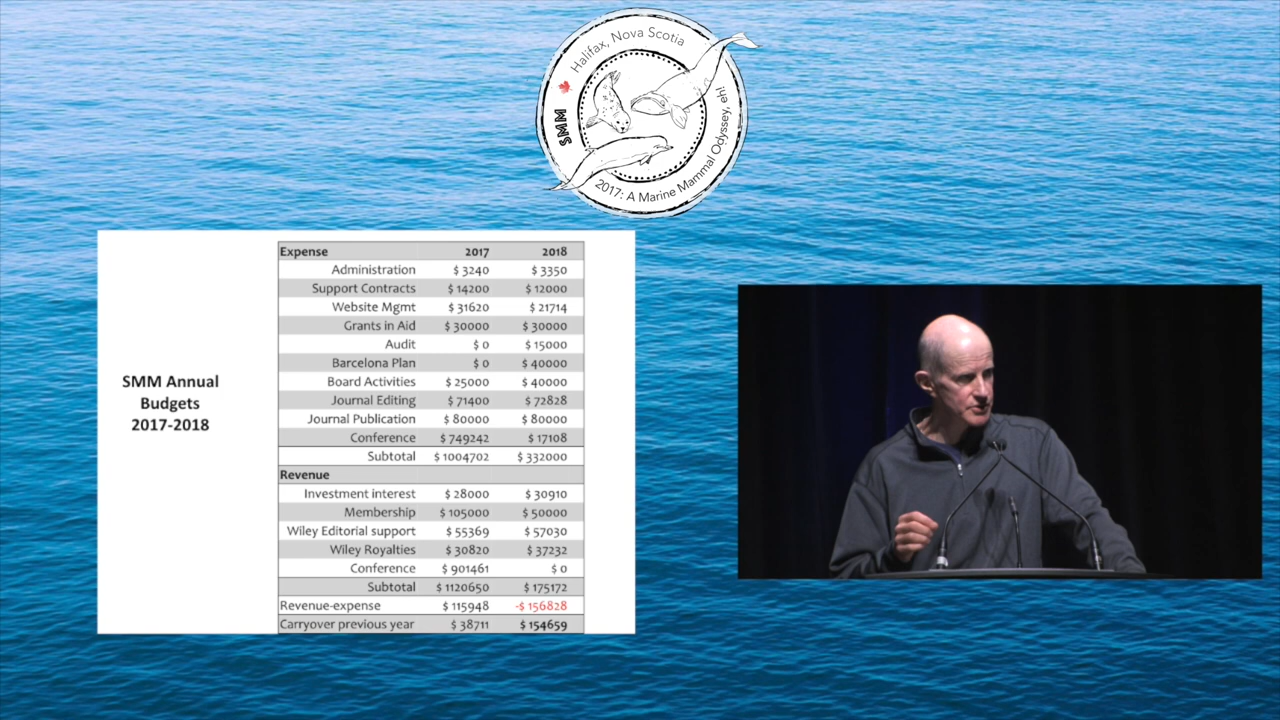 Halifax, Nova Scotia
SMM
2017: A Marine Mammal Odyssey, eh!
SMM Annual
Budgets
2017-2018
Expense 2017 2018
Administration $ 3240 $ 3350
Support Contracts $ 14200 $ 12000
Website Mgmt $ 31620 $ 21714
Grants in Aid $ 30000 $ 30000
Audit $ 0 $ 15000
Barcelona Plan $ 0 $ 40000
Board Activities $ 25000 $ 40000
Journal Editing $ 71400 $ 72828
Journal Publication $ 80000 $ 80000
Conference $ 749242 $ 17108
Subtotal $ 1004702 $ 332000
Revenue
Investment interest $ 28000 $ 30910
Membership $ 105000 $ 50000
Wiley Editorial support $ 55369 $ 57030
Wiley Royalties $ 30820 $ 37232
Conference $ 901461 $ 0
Subtotal $ 1120650 $ 175172
Revenue-expense $ 115948 -$ 156828
Carryover previous year $ 38711 $ 154659